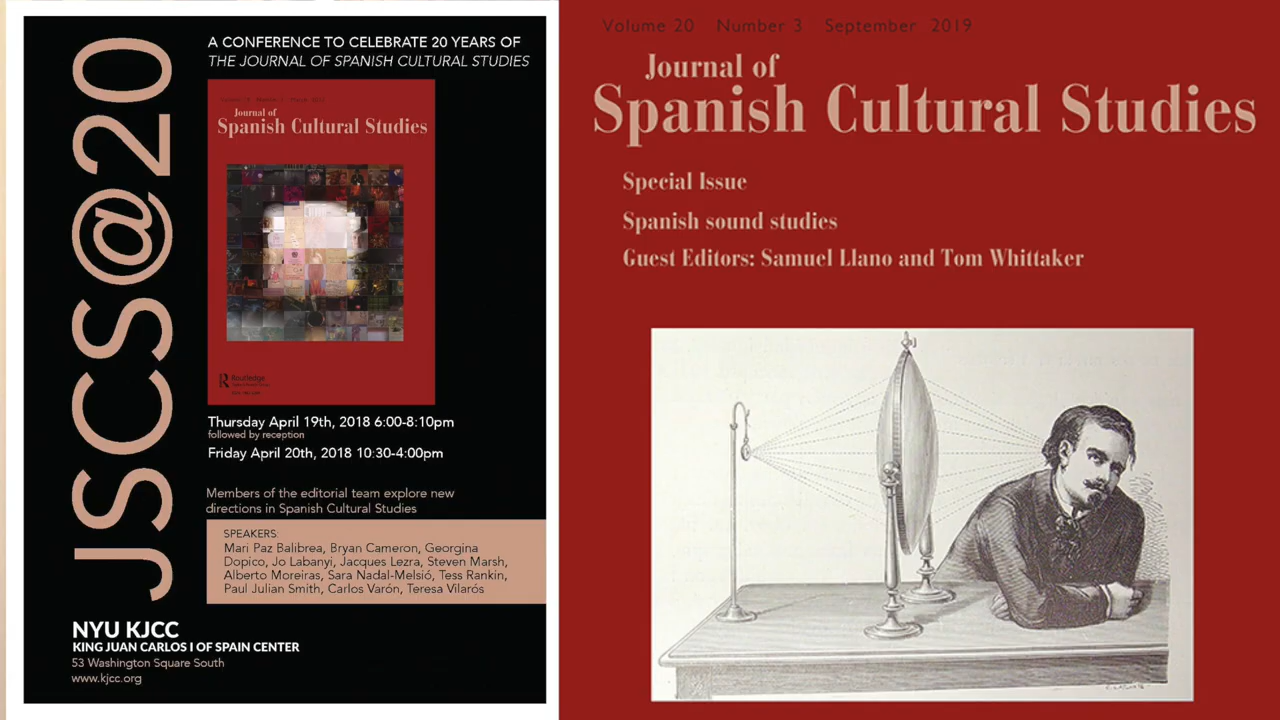 JSCS@20
A CONFERENCE TO CELEBRATE 20 YEARS OF
THE JOURNAL OF SPANISH CULTURAL STUDIES
Journal of
Spanish Cultural Studies
Routledge
Thursday April 19th, 2018 6:00-8:10pm
followed by reception
Friday April 20th, 2018 10:30-4:00pm
Members of the editorial team explore new
directions in Spanish Cultural Studies
SPEAKERS:
Mari Paz Balibrea, Bryan Cameron, Georgina
Dopico, Jo Labanyi, Jacques Lezra, Steven Marsh,
Alberto Moreiras, Sara Nadal-Melsió, Tess Rankin,
Paul Julian Smith, Carlos Varón, Teresa Vilarós
NYU KJCC
KING JUAN CARLOS I OF SPAIN CENTER
53 Washington Square South
www.kjcc.org
Volume 20 Number 3 September 2019
Journal of
Spanish Cultural Studies
Special Issue
Spanish sound studies
Guest Editors: Samuel Llano and Tom Whittaker